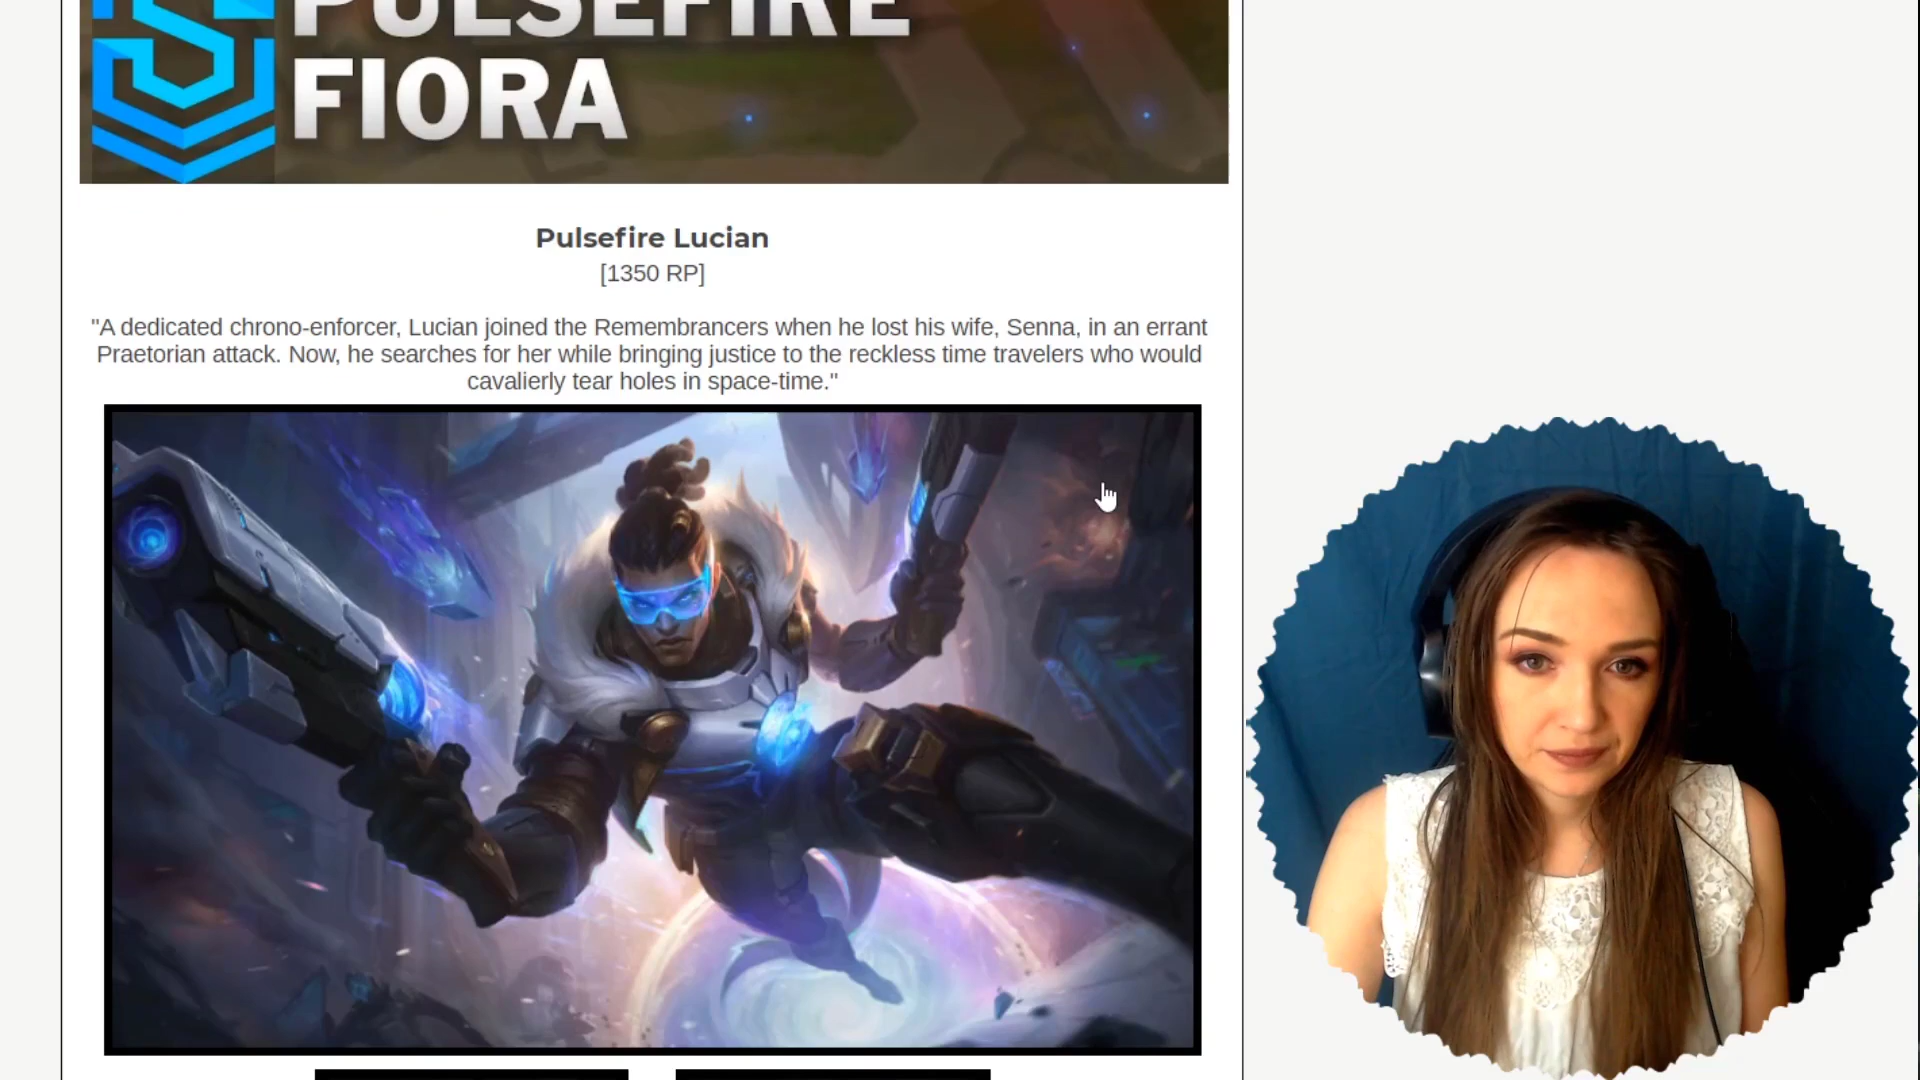 PULSEFIRE
FIORA
Pulsefire Lucian
[1350 RP]
"A dedicated chrono-enforcer, Lucian joined the Remembrancers when he lost his wife, Senna, in an errant
Praetorian attack. Now, he searches for her while bringing justice to the reckless time travelers who would
cavalierly tear holes in space-time."